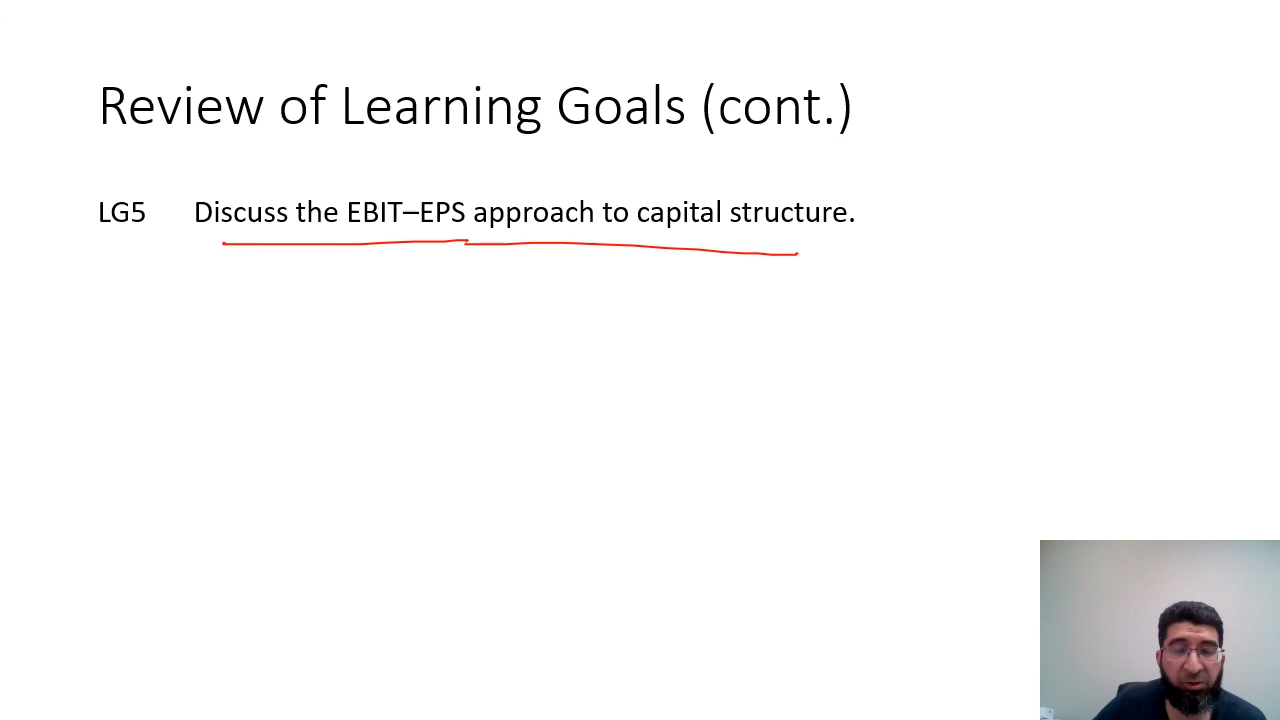 Review of Learning Goals (cont.)
LG5 Discuss the EBIT–EPS approach to capital structure.